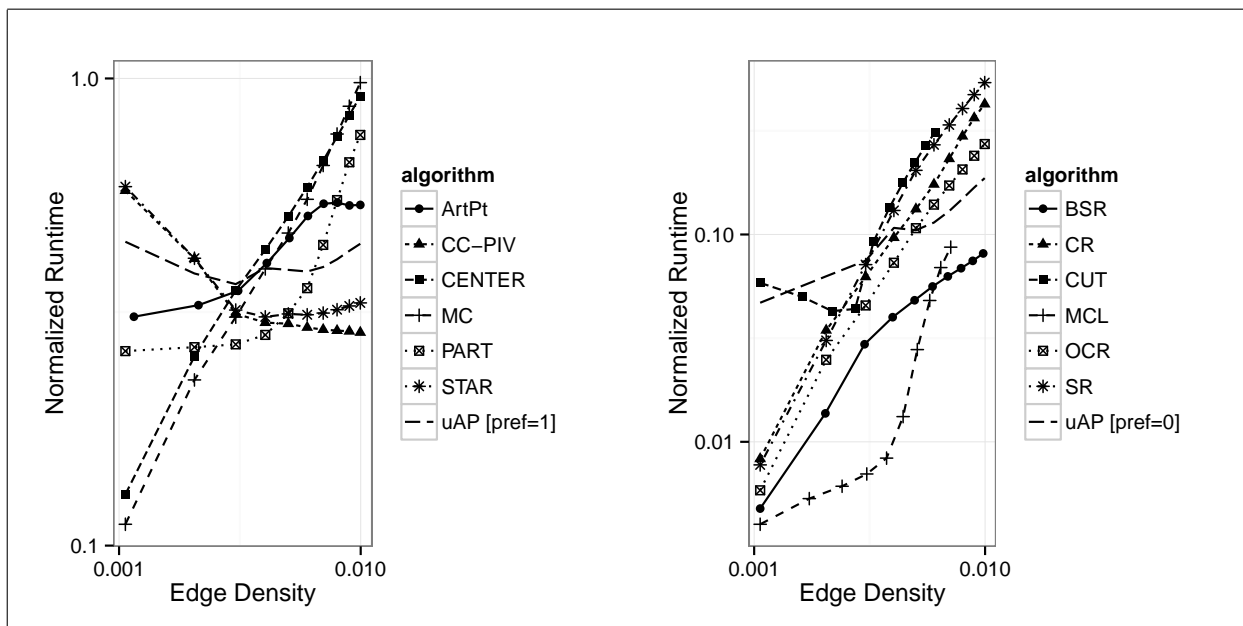 Normalized Runtime
1.0
0.1
0.001
0.010
Edge Density
algorithm
ArtPt
CC−PIV
CENTER
MC
PART
STAR
uAP [pref=1]
Normalized Runtime
0.10
0.01
0.001
0.010
Edge Density
algorithm
BSR
CR
CUT
MCL
OCR
SR
uAP [pref=0]